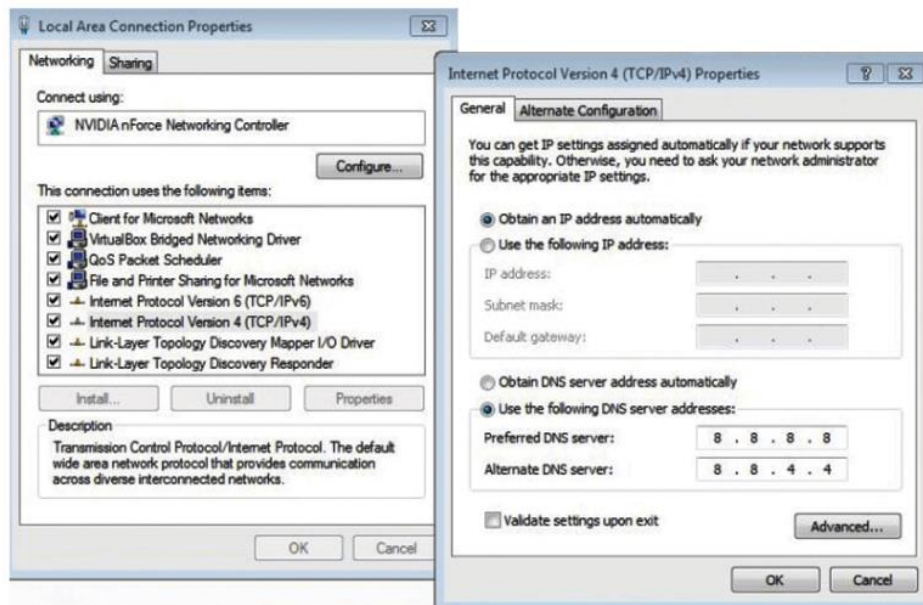 Local Area Connection Properties
Networking
Sharing
Connect using:
NVIDIA nForce Networking Controller
Configure...
This connection uses the following items:
Client for Microsoft Networks
VirtualBox Bridged Networking Driver
QoS Packet Scheduler
File and Printer Sharing for Microsoft Networks
Internet Protocol Version 6 (TCP/IPv6)
Internet Protocol Version 4 (TCP/IPv4)
Link-Layer Topology Discovery Mapper I/O Driver
Link-Layer Topology Discovery Responder
Install...
Uninstall
Properties
Description
Transmission Control Protocol/Internet Protocol. The default
wide area network protocol that provides communication
across diverse interconnected networks.
OK
Cancel
Internet Protocol Version 4 (TCP/IPv4) Properties
?
General
Alternate Configuration
You can get IP settings assigned automatically if your network supports
this capability. Otherwise, you need to ask your network administrator
for the appropriate IP settings.
Obtain an IP address automatically
Use the following IP address:
IP address: . . .
Subnet mask: . . .
Default gateway: . . .
Obtain DNS server address automatically
Use the following DNS server addresses:
Preferred DNS server: 8 . 8 . 8 . 8
Alternate DNS server: 8 . 8 . 4 . 4
Validate settings upon exit
Advanced...
OK
Cancel